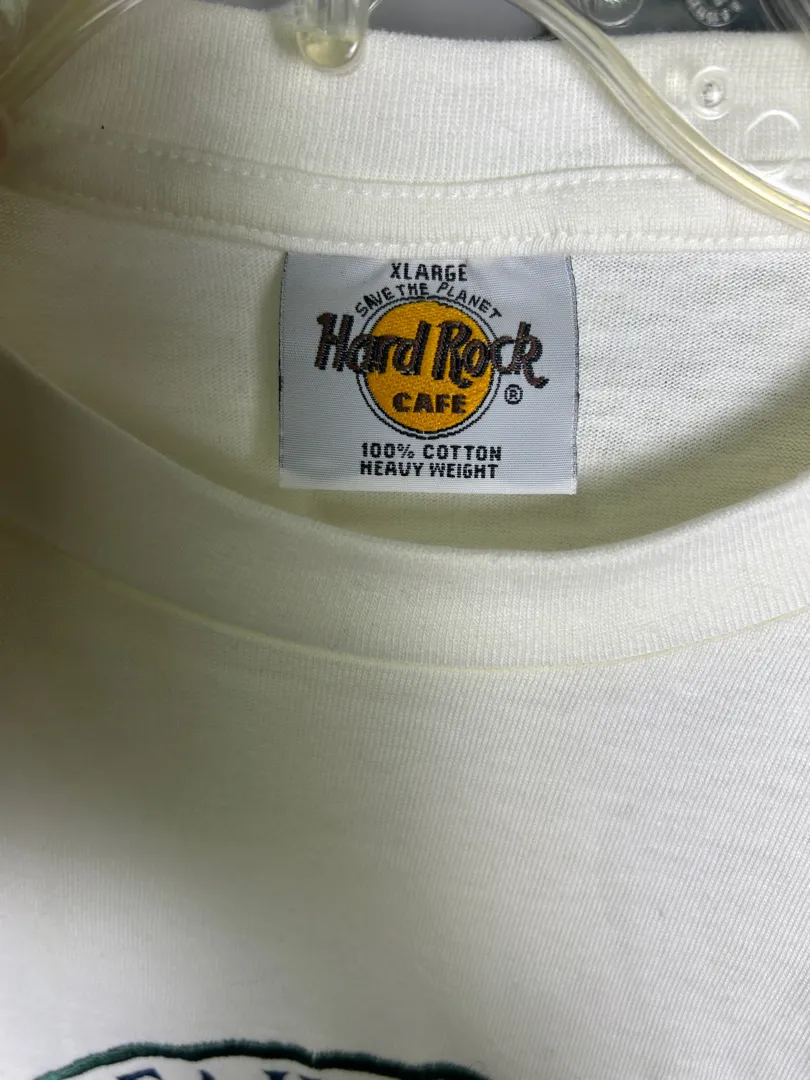 XLARGE
SAVE THE PLANET
Hard Rock
CAFE
®
100% COTTON
HEAVY WEIGHT